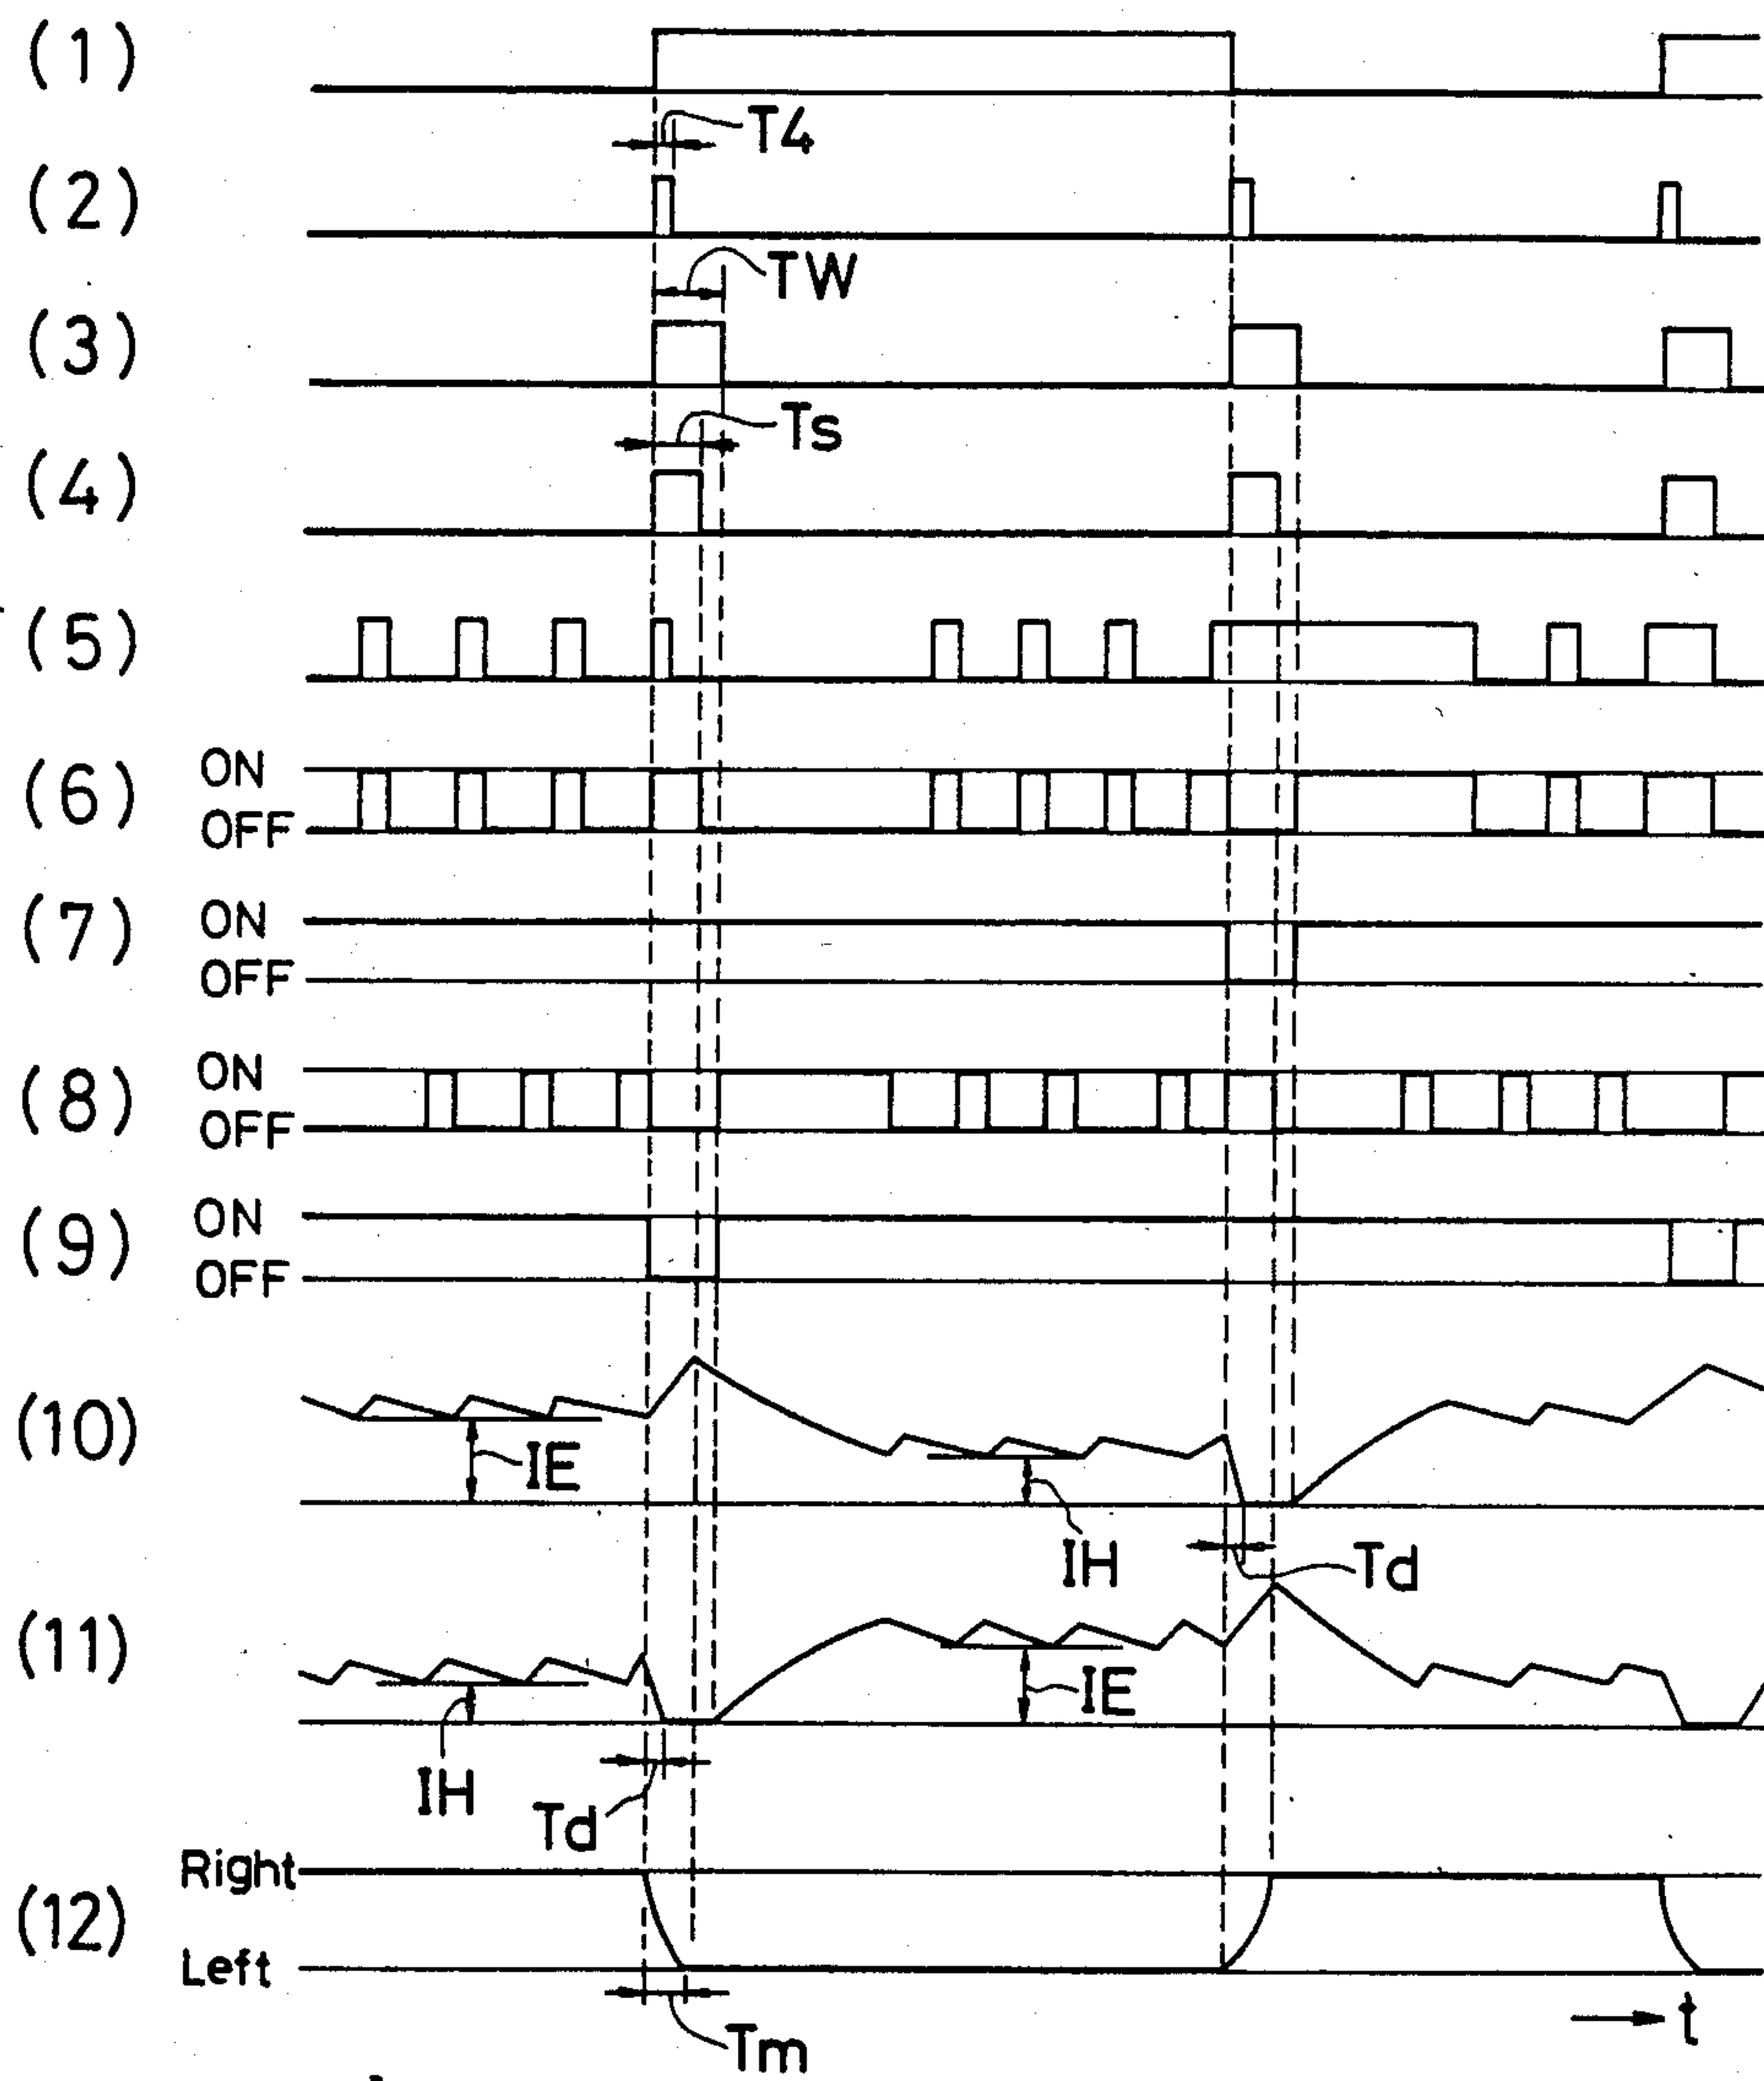 (1)
T4
(2)
TW
(3)
Ts
(4)
(5)
(6)
ON
OFF
(7)
ON
OFF
(8)
ON
OFF
(9)
ON
OFF
(10)
IE
IH
Td
(11)
IE
IH
Td
(12)
Right
Left
Tm
t